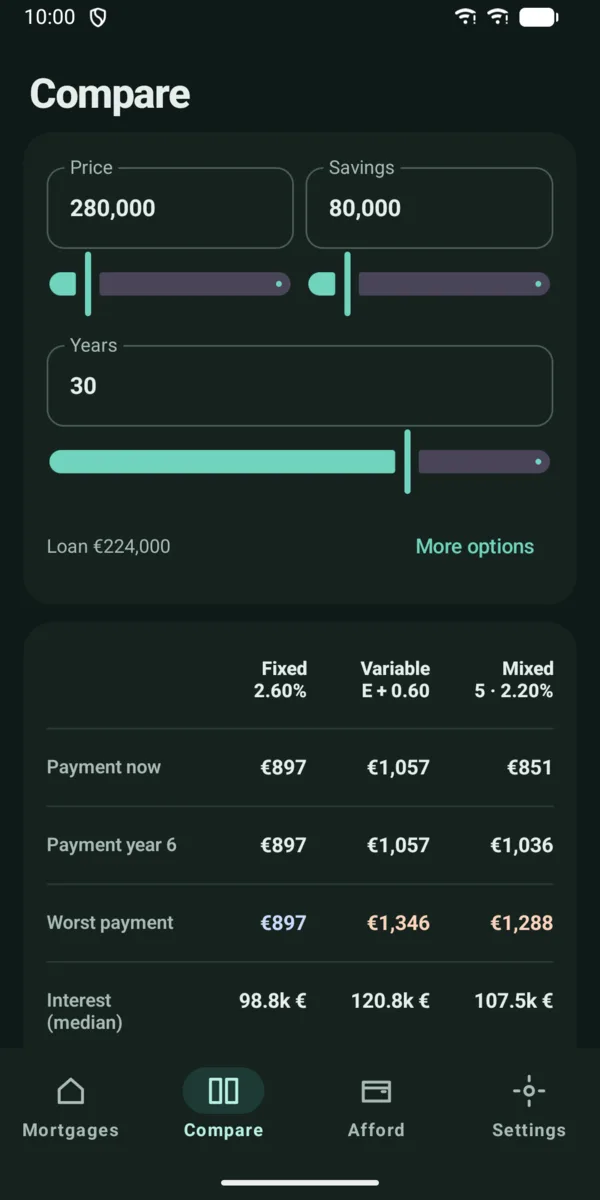 10:00
Compare
Price
280,000
Savings
80,000
Years
30
Loan €224,000
More options
Fixed 2.60%
Variable E + 0.60
Mixed 5 · 2.20%
Payment now €897 €1,057 €851
Payment year 6 €897 €1,057 €1,036
Worst payment €897 €1,346 €1,288
Interest (median) 98.8k € 120.8k € 107.5k €
Mortgages
Compare
Afford
Settings